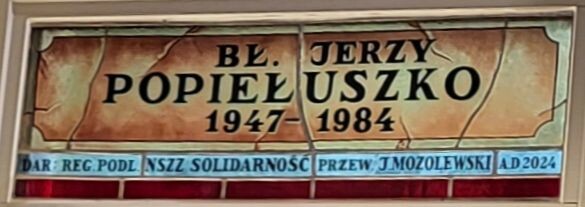 BŁ. JERZY
POPIEŁUSZKO
1947-1984
DAR: REG. PODL. NSZZ SOLIDARNOŚĆ PRZEW. J. MOZOLEWSKI A.D 2024